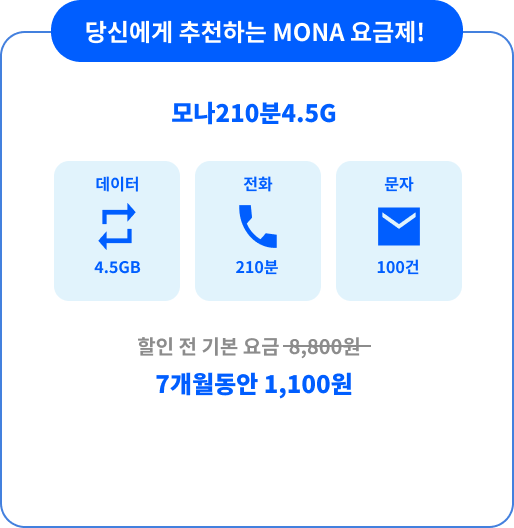 당신에게 추천하는 MONA 요금제!
모나210분4.5G
데이터 전화 문자
4.5GB 210분 100건
할인 전 기본 요금 8,800원
7개월동안 1,100원